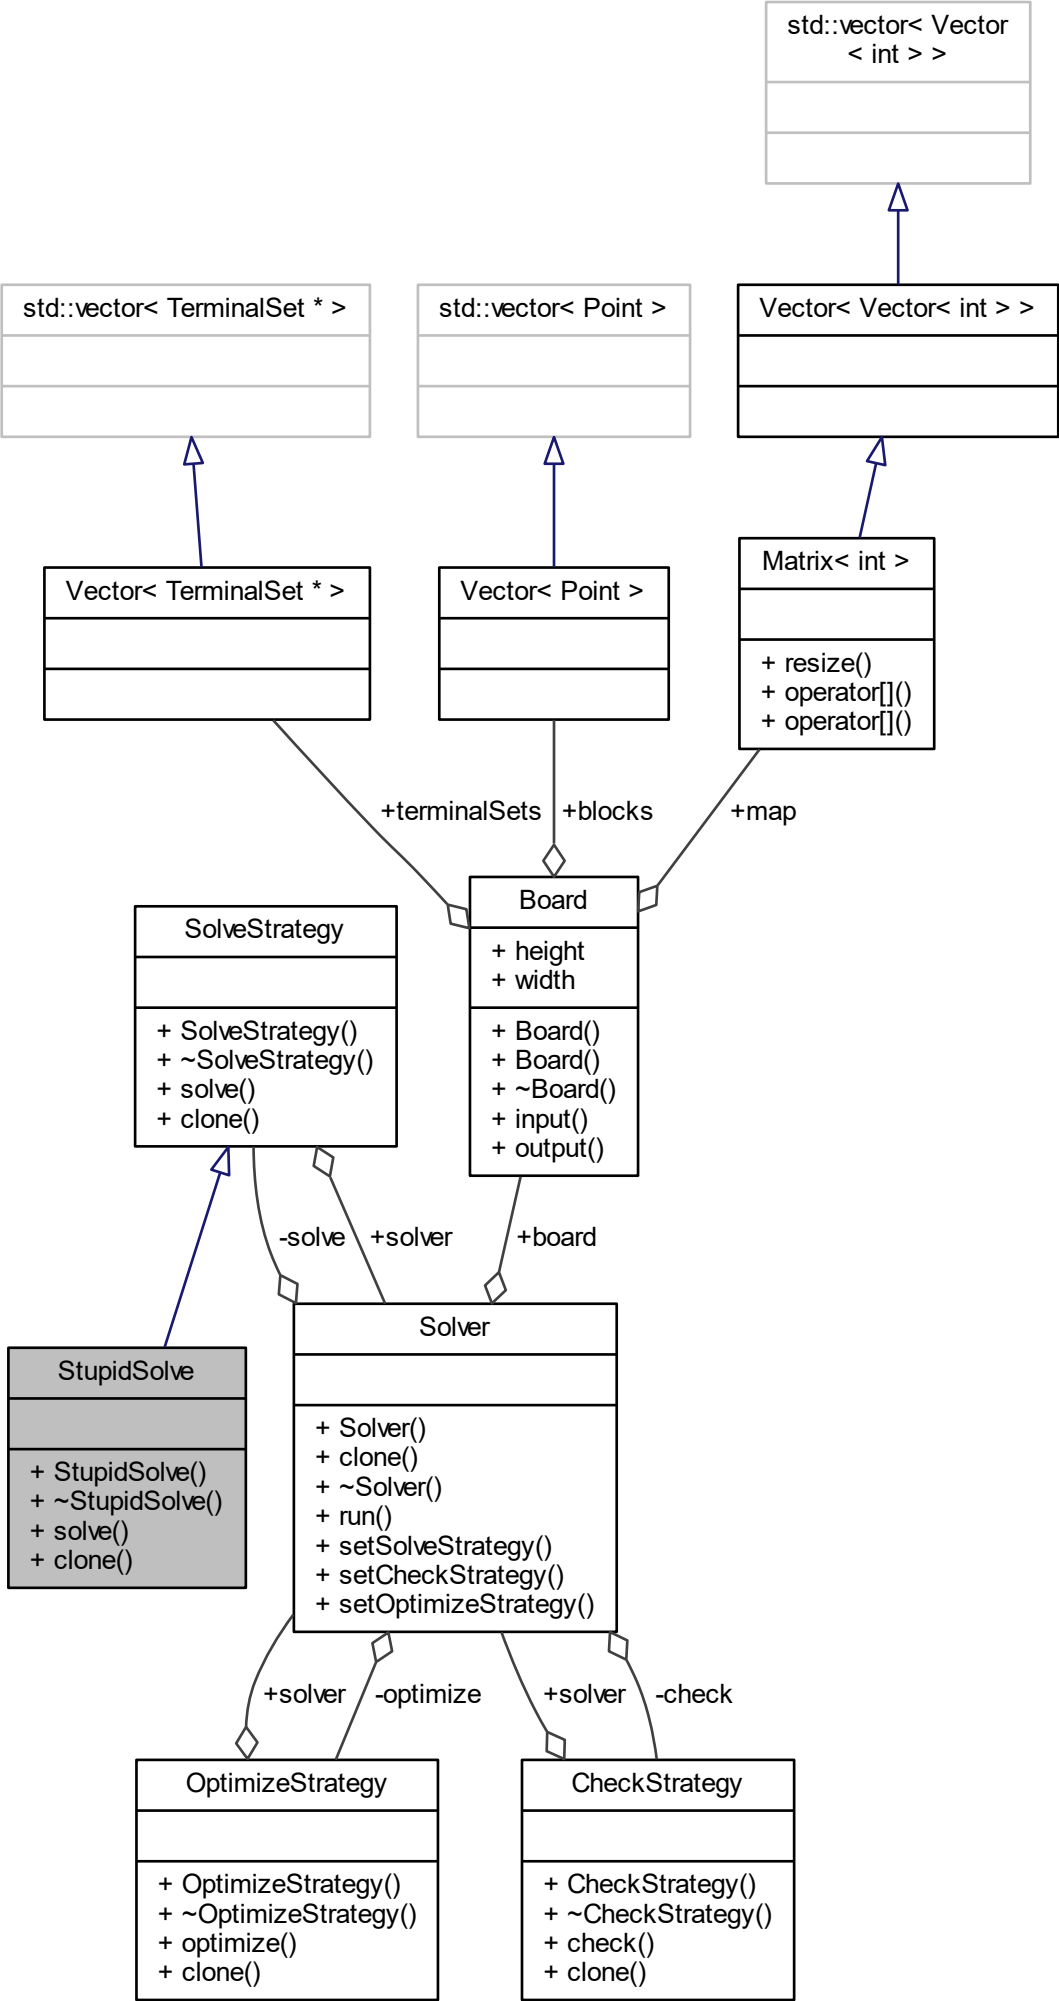 std::vector< Vector
< int > >
std::vector< TerminalSet * >
std::vector< Point >
Vector< Vector< int > >
Vector< TerminalSet * >
Vector< Point >
Matrix< int >
+ resize()
+ operator[]()
+ operator[]()
+terminalSets
+blocks
+map
Board
+ height
+ width
+ Board()
+ Board()
+ ~Board()
+ input()
+ output()
SolveStrategy
+ SolveStrategy()
+ ~SolveStrategy()
+ solve()
+ clone()
-solve
+solver
+board
Solver
+ Solver()
+ clone()
+ ~Solver()
+ run()
+ setSolveStrategy()
+ setCheckStrategy()
+ setOptimizeStrategy()
StupidSolve
+ StupidSolve()
+ ~StupidSolve()
+ solve()
+ clone()
+solver
-optimize
+solver
-check
OptimizeStrategy
+ OptimizeStrategy()
+ ~OptimizeStrategy()
+ optimize()
+ clone()
CheckStrategy
+ CheckStrategy()
+ ~CheckStrategy()
+ check()
+ clone()